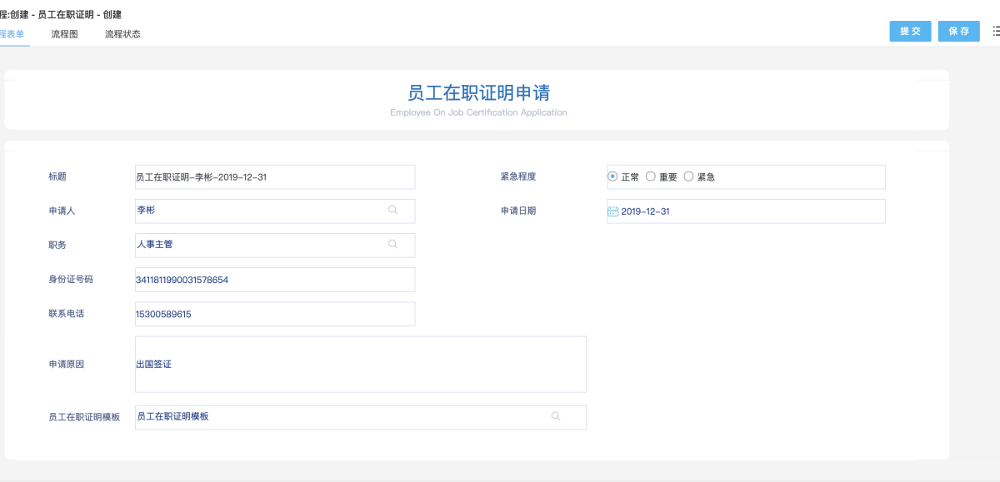 程:创建 - 员工在职证明 - 创建
程表单 流程图 流程状态
提交 保存
员工在职证明申请
Employee On Job Certification Application
标题 员工在职证明-李彬-2019-12-31 紧急程度 正常 重要 紧急
申请人 李彬 申请日期 2019-12-31
职务 人事主管
身份证号码 3411811990031578654
联系电话 15300589615
申请原因 出国签证
员工在职证明模板 员工在职证明模板